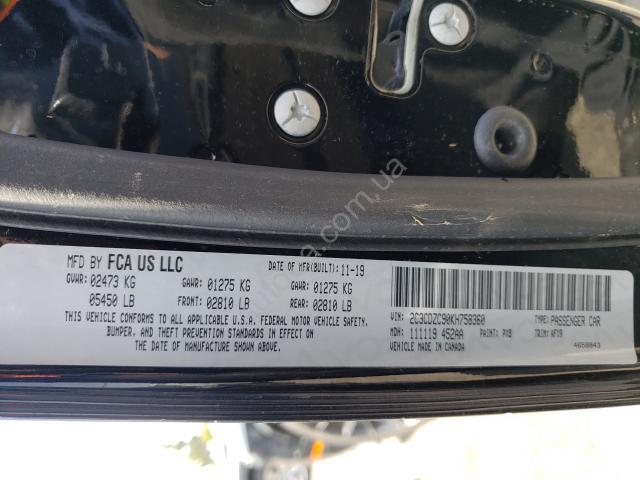 MFD BY FCA US LLC
DATE OF MFR(BUILT): 11-19
GVWR: 02473 KG
GAWR: 01275 KG
GAWR: 01275 KG
05450 LB
FRONT: 02810 LB
REAR: 02810 LB
THIS VEHICLE CONFORMS TO ALL APPLICABLE U.S.A. FEDERAL MOTOR VEHICLE SAFETY,
BUMPER, AND THEFT PREVENTION STANDARDS IN EFFECT ON
THE DATE OF MANUFACTURE SHOWN ABOVE.
VIN: 2C3CDZC90KH758360
TYPE: PASSENGER CAR
MDH: 111119 452AA
PAINT: PX8
TRIM: AFX9
VEHICLE MADE IN CANADA
4658843